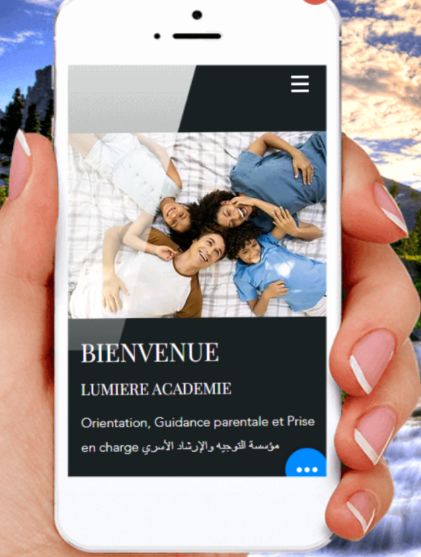 BIENVENUE
LUMIERE ACADEMIE
Orientation, Guidance parentale et Prise
en charge مؤسسة التوجيه والإرشاد الأسري